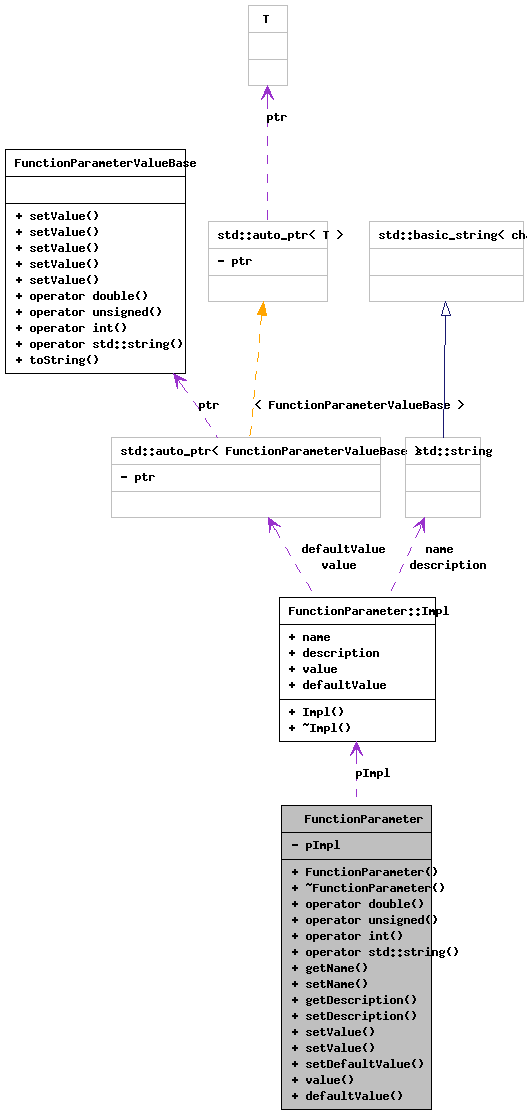 T
ptr
FunctionParameterValueBase
+ setValue()
+ setValue()
+ setValue()
+ setValue()
+ setValue()
+ operator double()
+ operator unsigned()
+ operator int()
+ operator std::string()
+ toString()
std::auto_ptr< T >
- ptr
std::basic_string< cha
ptr
< FunctionParameterValueBase >
std::auto_ptr< FunctionParameterValueBase >
- ptr
std::string
defaultValue
value
name
description
FunctionParameter::Impl
+ name
+ description
+ value
+ defaultValue
+ Impl()
+ ~Impl()
pImpl
FunctionParameter
- pImpl
+ FunctionParameter()
+ ~FunctionParameter()
+ operator double()
+ operator unsigned()
+ operator int()
+ operator std::string()
+ getName()
+ setName()
+ getDescription()
+ setDescription()
+ setValue()
+ setValue()
+ setDefaultValue()
+ value()
+ defaultValue()